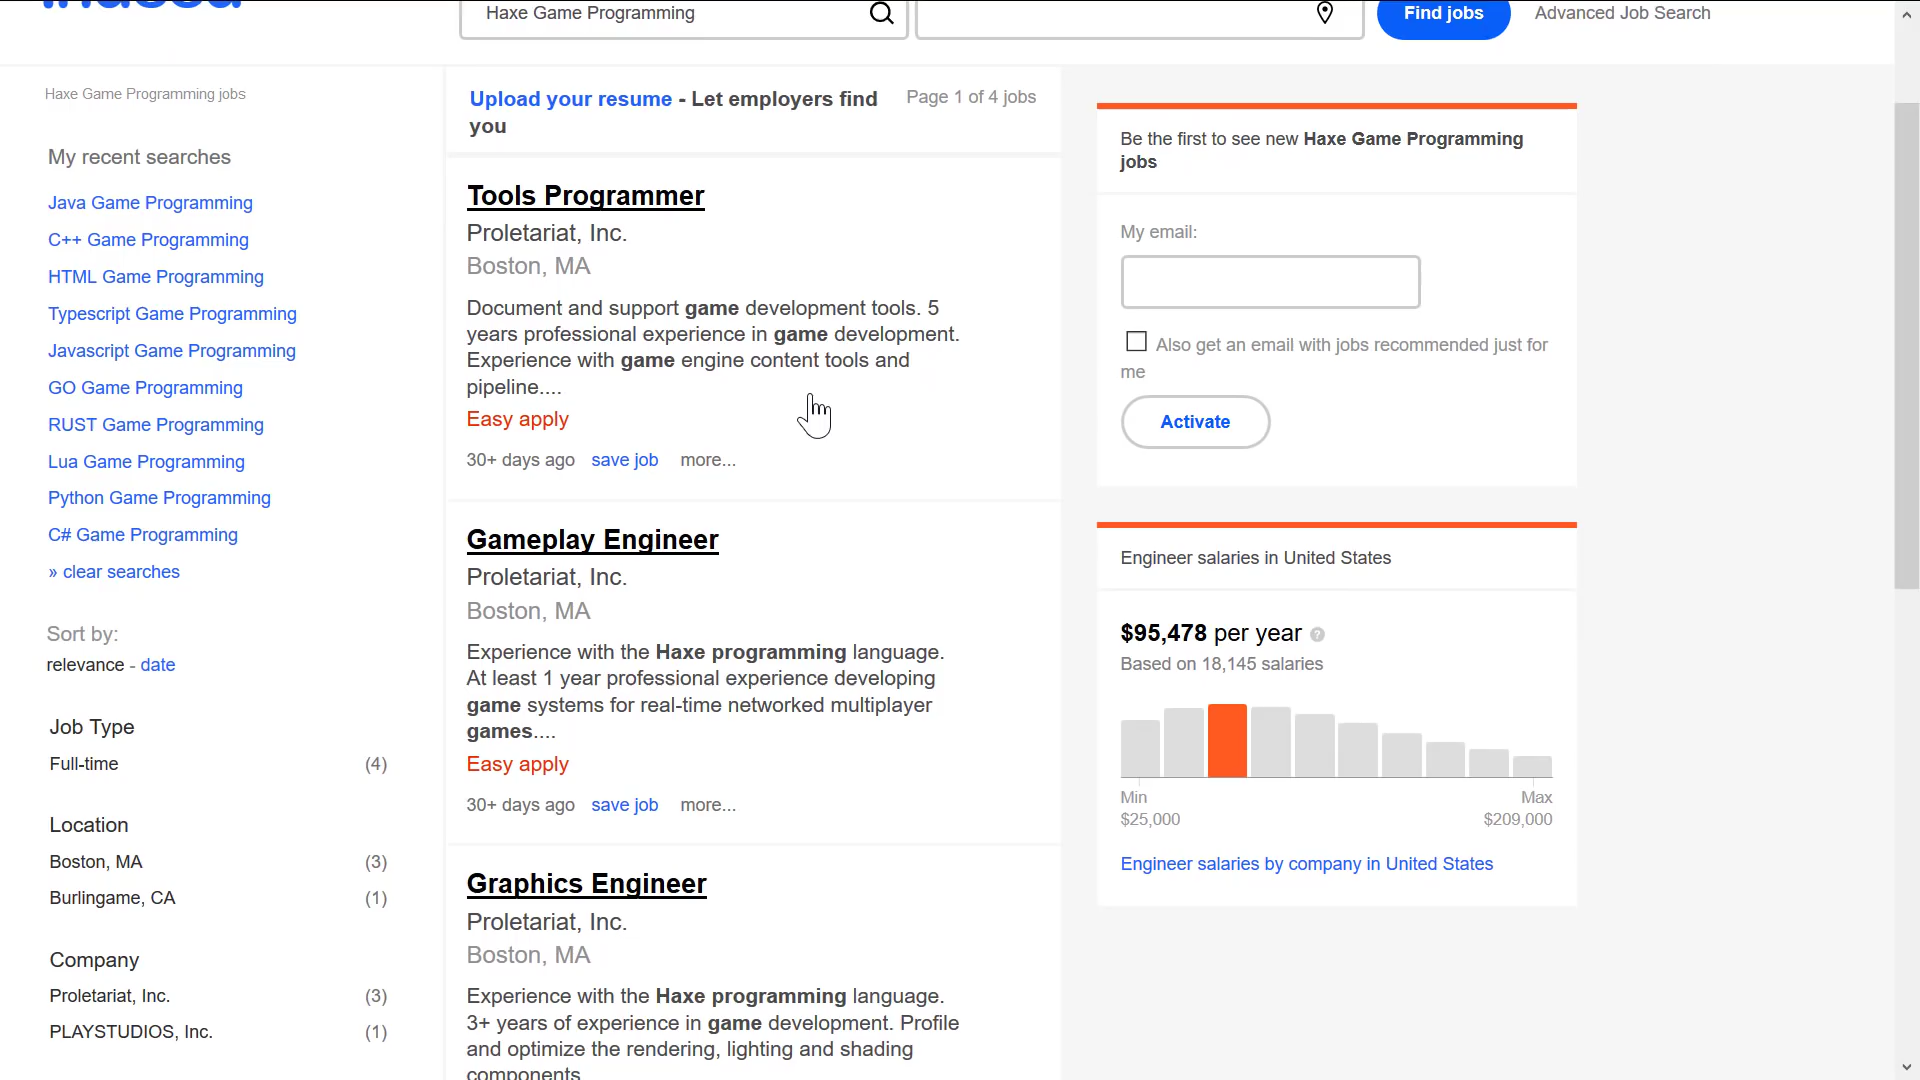 indeed
Haxe Game Programming
Find jobs
Advanced Job Search
Haxe Game Programming jobs
My recent searches
Java Game Programming
C++ Game Programming
HTML Game Programming
Typescript Game Programming
Javascript Game Programming
GO Game Programming
RUST Game Programming
Lua Game Programming
Python Game Programming
C# Game Programming
» clear searches
Sort by:
relevance - date
Job Type
Full-time (4)
Location
Boston, MA (3)
Burlingame, CA (1)
Company
Proletariat, Inc. (3)
PLAYSTUDIOS, Inc. (1)
Upload your resume - Let employers find
you
Page 1 of 4 jobs
Tools Programmer
Proletariat, Inc.
Boston, MA
Document and support game development tools. 5
years professional experience in game development.
Experience with game engine content tools and
pipeline....
Easy apply
30+ days ago save job more...
Gameplay Engineer
Proletariat, Inc.
Boston, MA
Experience with the Haxe programming language.
At least 1 year professional experience developing
game systems for real-time networked multiplayer
games....
Easy apply
30+ days ago save job more...
Graphics Engineer
Proletariat, Inc.
Boston, MA
Experience with the Haxe programming language.
3+ years of experience in game development. Profile
and optimize the rendering, lighting and shading
components
Be the first to see new Haxe Game Programming
jobs
My email:
Also get an email with jobs recommended just for
me
Activate
Engineer salaries in United States
$95,478 per year ?
Based on 18,145 salaries
Min Max
$25,000 $209,000
Engineer salaries by company in United States